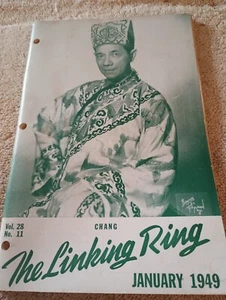 Vol. 28
No. 11
CHANG
The Linking Ring
JANUARY 1949